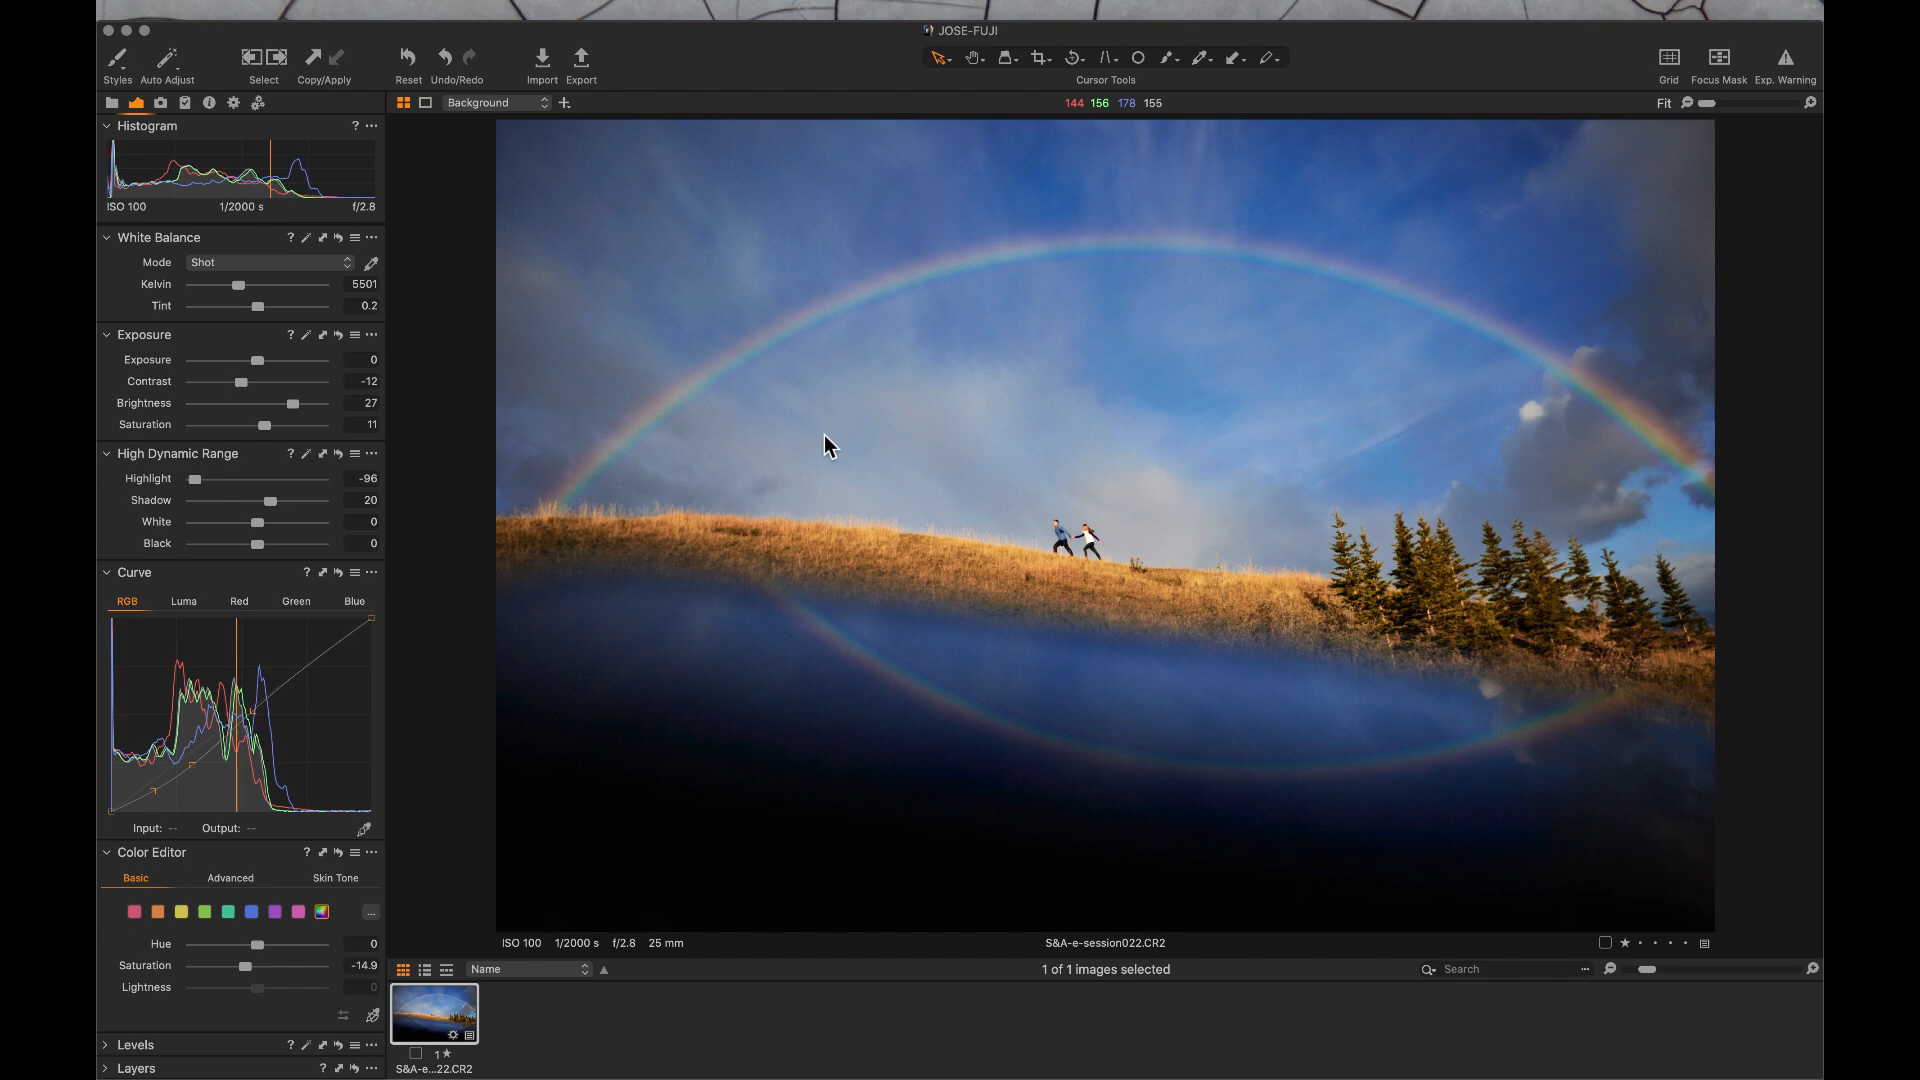 JOSE-FUJI
Styles Auto Adjust Select Copy/Apply Reset Undo/Redo Import Export Cursor Tools Grid Focus Mask Exp. Warning
Background 144 156 178 155 Fit
Histogram ?
ISO 100 1/2000 s f/2.8
White Balance ?
Mode Shot
Kelvin 5501
Tint 0.2
Exposure ?
Exposure 0
Contrast -12
Brightness 27
Saturation 11
High Dynamic Range ?
Highlight -96
Shadow 20
White 0
Black 0
Curve ?
RGB Luma Red Green Blue
Input: -- Output: --
Color Editor ?
Basic Advanced Skin Tone
...
Hue 0
Saturation -14.9
Lightness 0
Levels ?
Layers ?
ISO 100 1/2000 s f/2.8 25 mm S&A-e-session022.CR2
Name 1 of 1 images selected Search
1
S&A-e...22.CR2